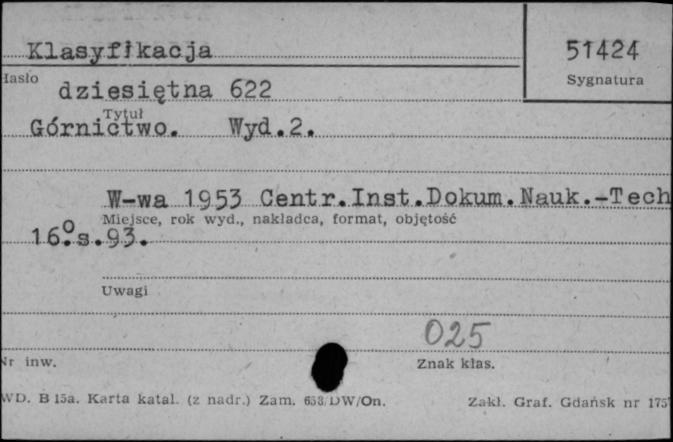 Klasyfikacja 51424
Hasło Sygnatura
dziesiętna 622
Tytuł
Górnictwo. Wyd.2.
W-wa 1953 Centr.Inst.Dokum.Nauk.-Tech
Miejsce, rok wyd., nakładca, format, objętość
16º.s.93.
Uwagi
025
Nr inw. Znak klas.
WD. B 15a. Karta katal. (z nadr.) Zam. 653/DW/On. Zakł. Graf. Gdańsk nr 175